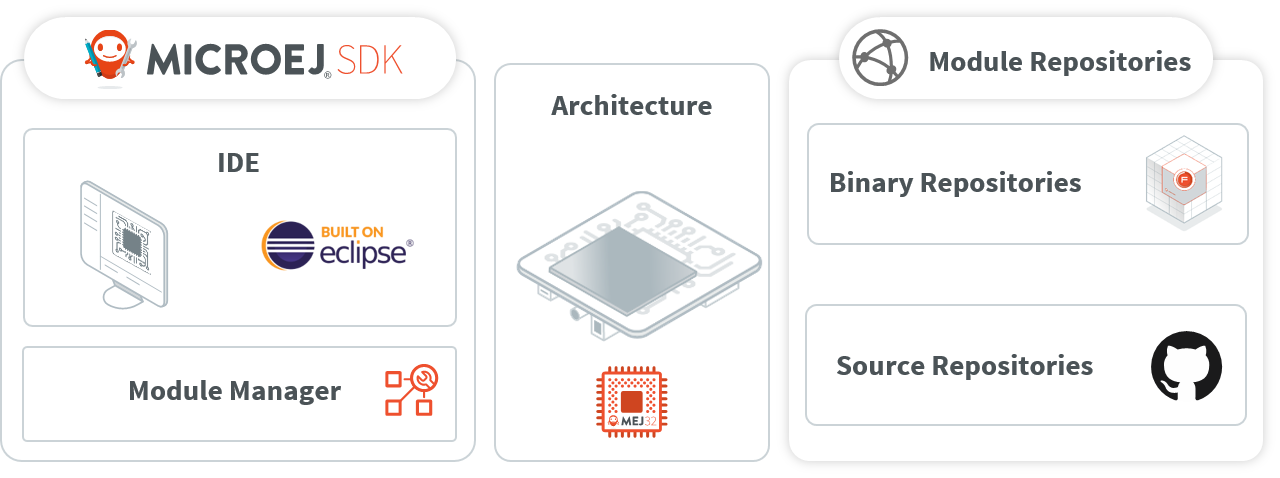 MICROEJ® SDK
IDE
BUILT ON
eclipse®
Module Manager
Architecture
MEJ32
Module Repositories
Binary Repositories
Source Repositories